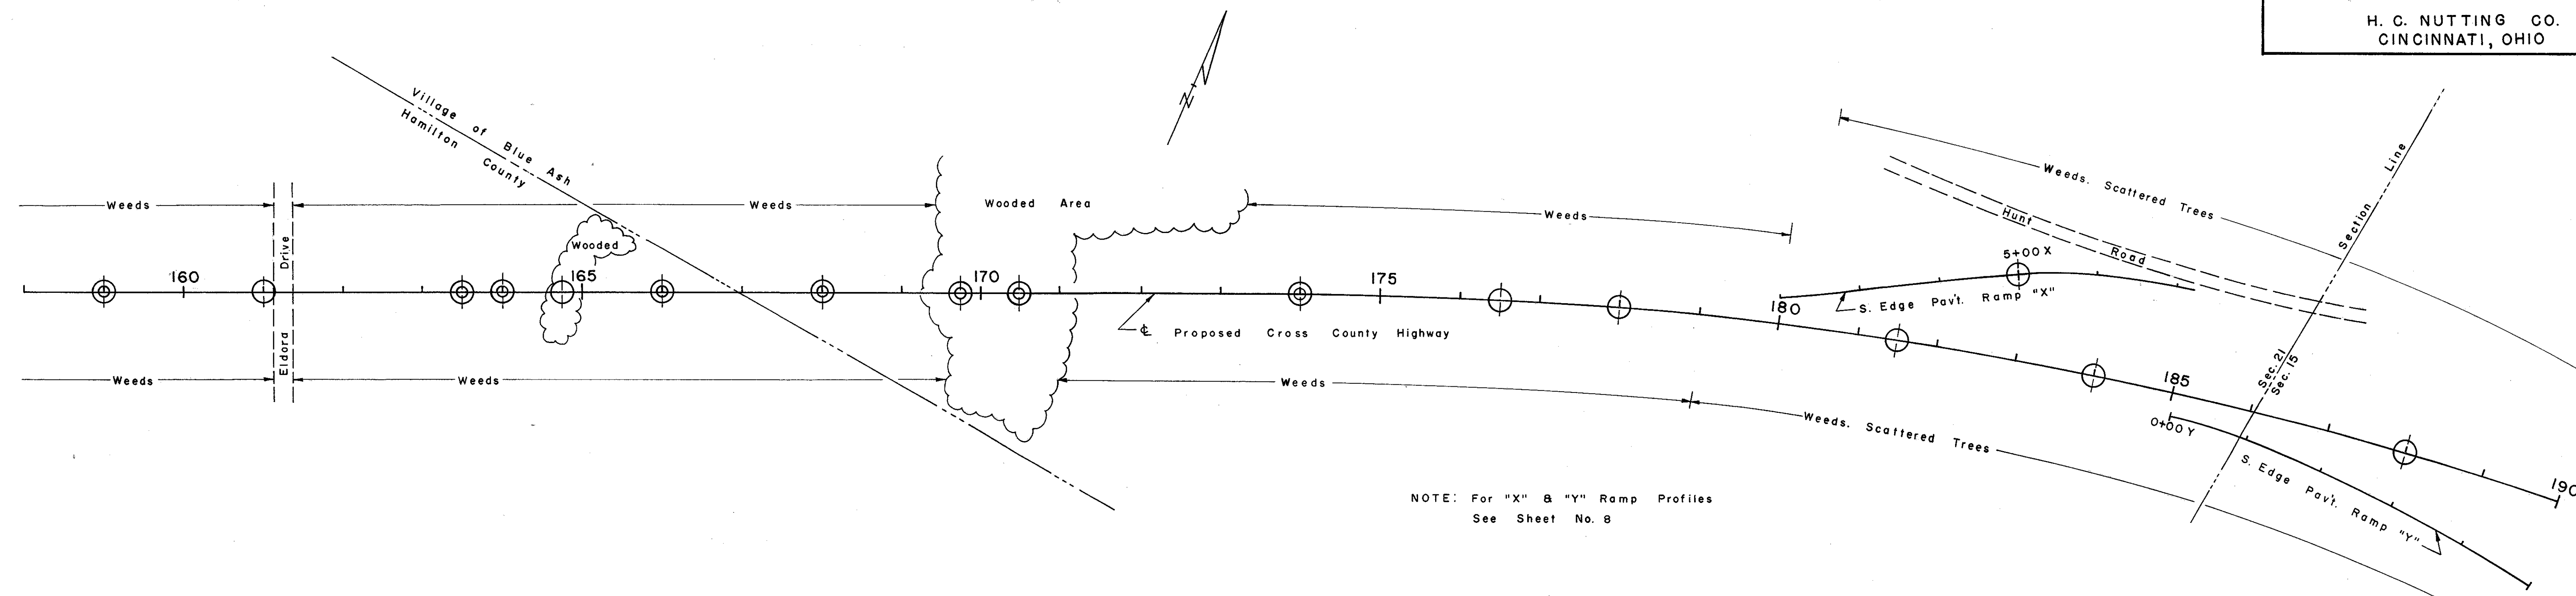 H. C. NUTTING CO.
CINCINNATI, OHIO
N
Village of Blue Ash
Hamilton County
Line
Section
Weeds. Scattered Trees
Weeds
Weeds
Wooded Area
Weeds
Hunt Road
Drive
Wooded
160
165
170
175
5+00 X
S. Edge Pav't. Ramp "X"
180
℄ Proposed Cross County Highway
Eldora
Sec. 21
Sec. 15
Weeds
Weeds
Weeds
185
0+00 Y
Weeds. Scattered Trees
S. Edge Pav't. Ramp "Y"
190
NOTE: For "X" & "Y" Ramp Profiles
See Sheet No. 8